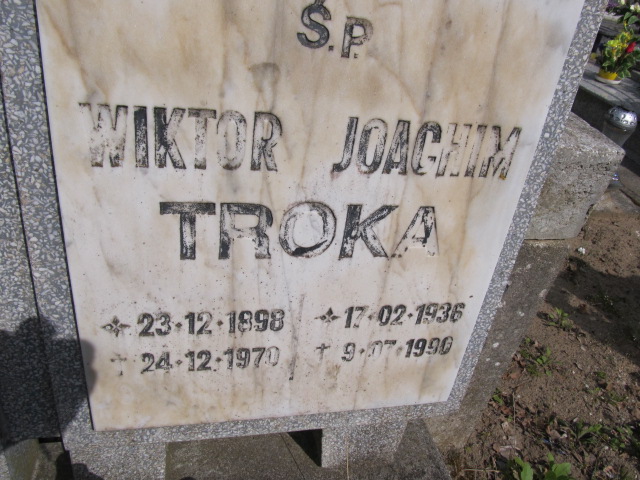 Ś.P.
WIKTOR JOACHIM
TROKA
23·12·1898 17·02·1936
24·12·1970 9·07·1990